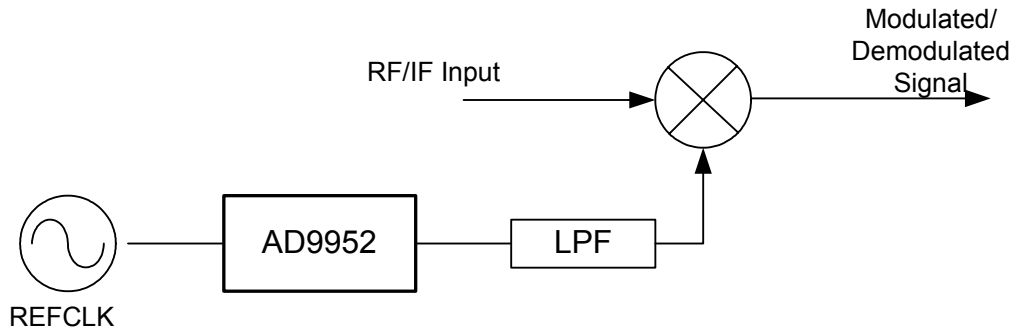 Modulated/
Demodulated
Signal
RF/IF Input
AD9952
LPF
REFCLK